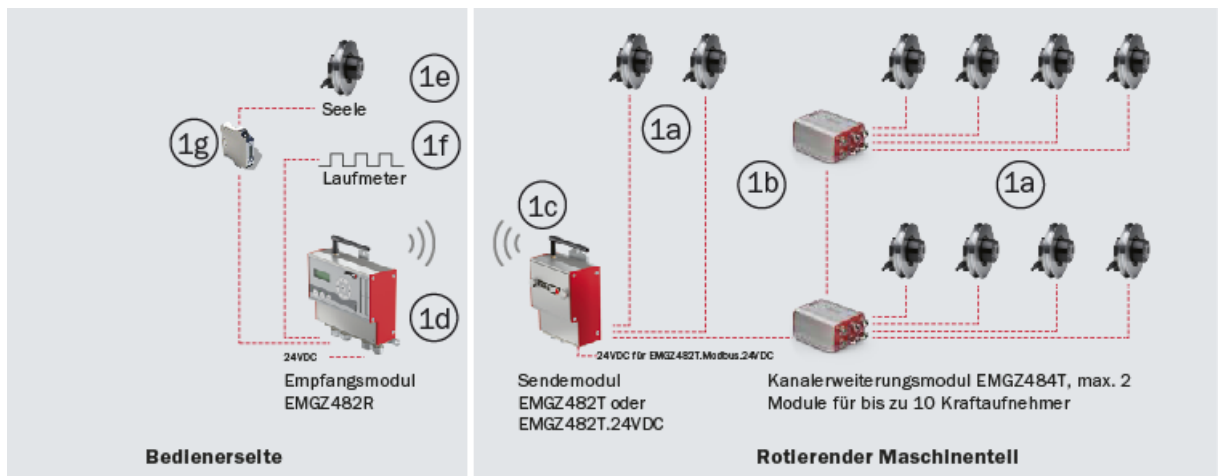 1e
Seele
1g
1f
Laufmeter
1d
24VDC
Empfangsmodul
EMGZ482R
Bedienerseite
1a
1b
1a
1c
24VDC für EMGZ482T.Modbus.24VDC
Sendemodul
EMGZ482T oder
EMGZ482T.24VDC
Kanalerweiterungsmodul EMGZ484T, max. 2
Module für bis zu 10 Kraftaufnehmer
Rotierender Maschinenteil